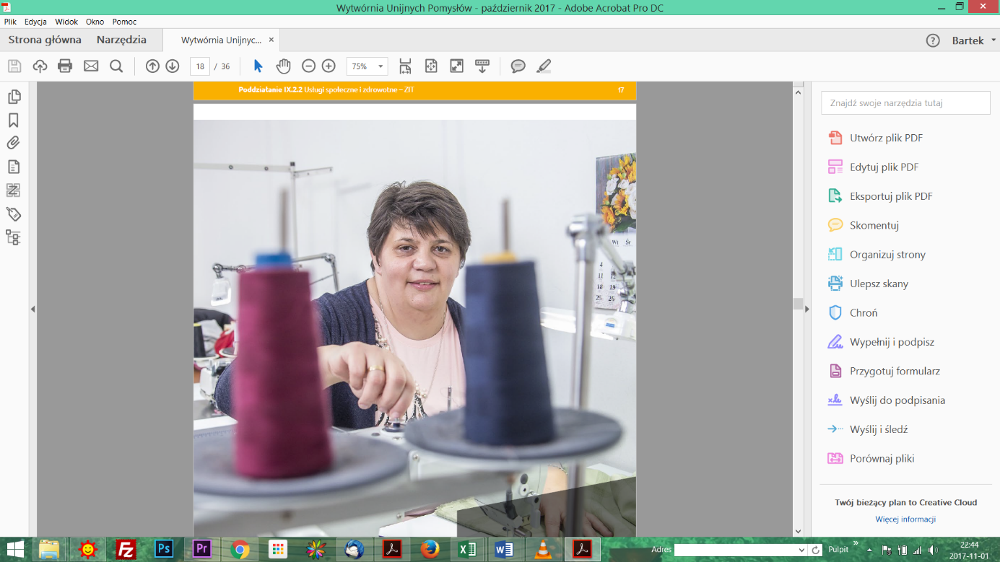 Wytwórnia Unijnych Pomysłów - październik 2017 - Adobe Acrobat Pro DC
Plik Edycja Widok Okno Pomoc
Strona główna Narzędzia Wytwórnia Unijnyc... × Bartek
18 / 36 75%
Poddziałanie IX.2.2 Usługi społeczne i zdrowotne – ZIT 17
Znajdź swoje narzędzia tutaj
Utwórz plik PDF
Edytuj plik PDF
Eksportuj plik PDF
Skomentuj
Organizuj strony
Ulepsz skany
Chroń
Wypełnij i podpisz
Przygotuj formularz
Wyślij do podpisania
Wyślij i śledź
Porównaj pliki
Twój bieżący plan to Creative Cloud
Więcej informacji
Wt Śr
4
11 12
18 19
25 26
Fz Ps Pr Adres Pulpit 22:44
2017-11-01